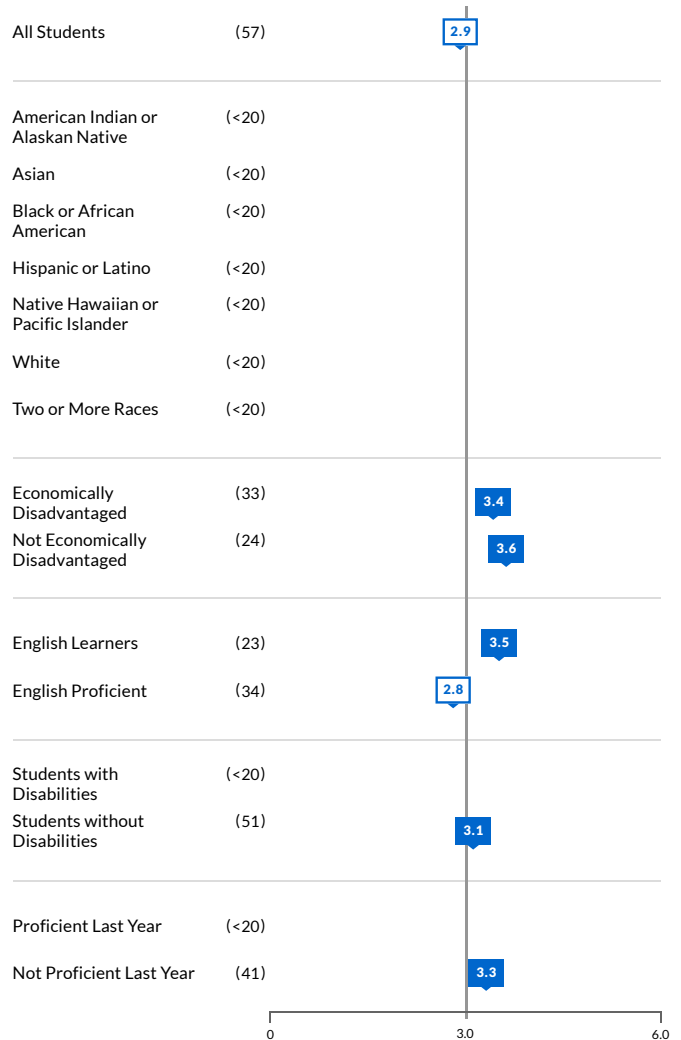 All Students (57) 2.9
American Indian or (<20)
Alaskan Native
Asian (<20)
Black or African (<20)
American
Hispanic or Latino (<20)
Native Hawaiian or (<20)
Pacific Islander
White (<20)
Two or More Races (<20)
Economically (33) 3.4
Disadvantaged
Not Economically (24) 3.6
Disadvantaged
English Learners (23) 3.5
English Proficient (34) 2.8
Students with (<20)
Disabilities
Students without (51) 3.1
Disabilities
Proficient Last Year (<20)
Not Proficient Last Year (41) 3.3
0 3.0 6.0